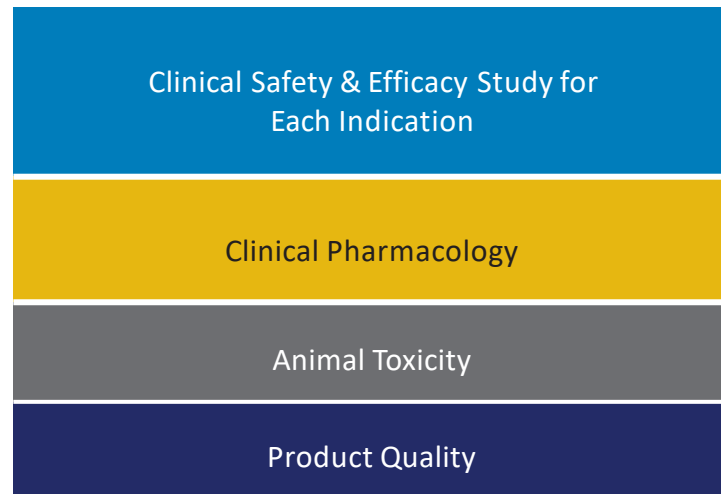 Clinical Safety & Efficacy Study for
Each Indication
Clinical Pharmacology
Animal Toxicity
Product Quality